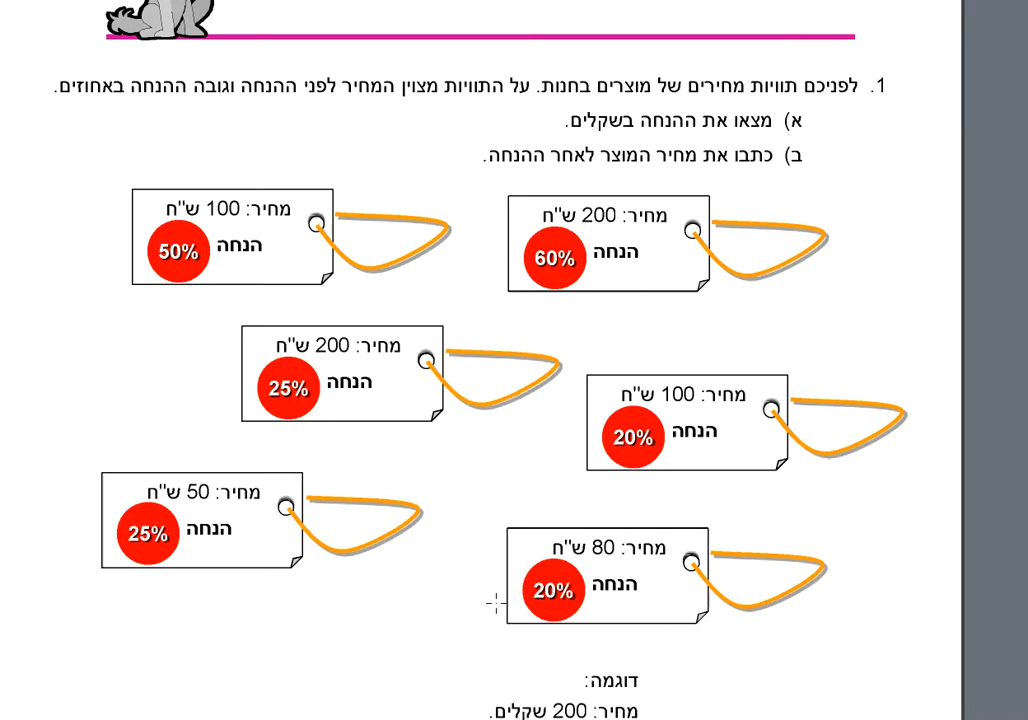 1. לפניכם תוויות מחירים של מוצרים בחנות. על התוויות מצוין המחיר לפני ההנחה וגובה ההנחה באחוזים.
א) מצאו את ההנחה בשקלים.
ב) כתבו את מחיר המוצר לאחר ההנחה.
מחיר: 200 ש"ח
הנחה
60%
מחיר: 100 ש"ח
הנחה
50%
מחיר: 200 ש"ח
הנחה
25%
מחיר: 100 ש"ח
הנחה
20%
מחיר: 50 ש"ח
הנחה
25%
מחיר: 80 ש"ח
הנחה
20%
דוגמה:
מחיר: 200 שקלים.